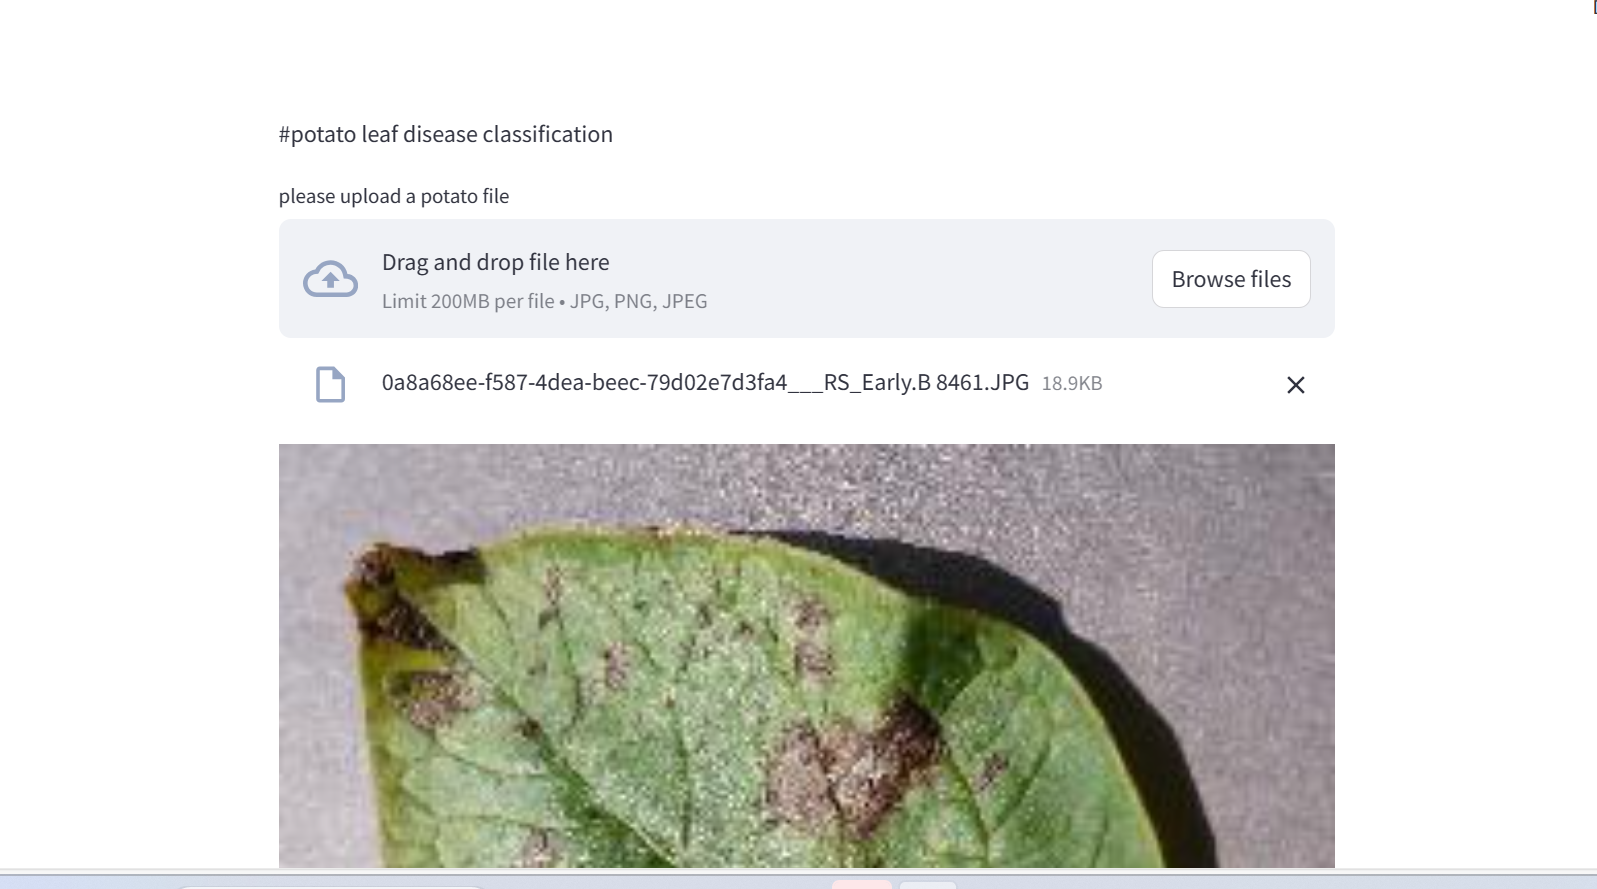 #potato leaf disease classification
please upload a potato file
Drag and drop file here
Limit 200MB per file • JPG, PNG, JPEG
Browse files
0a8a68ee-f587-4dea-beec-79d02e7d3fa4___RS_Early.B 8461.JPG 18.9KB